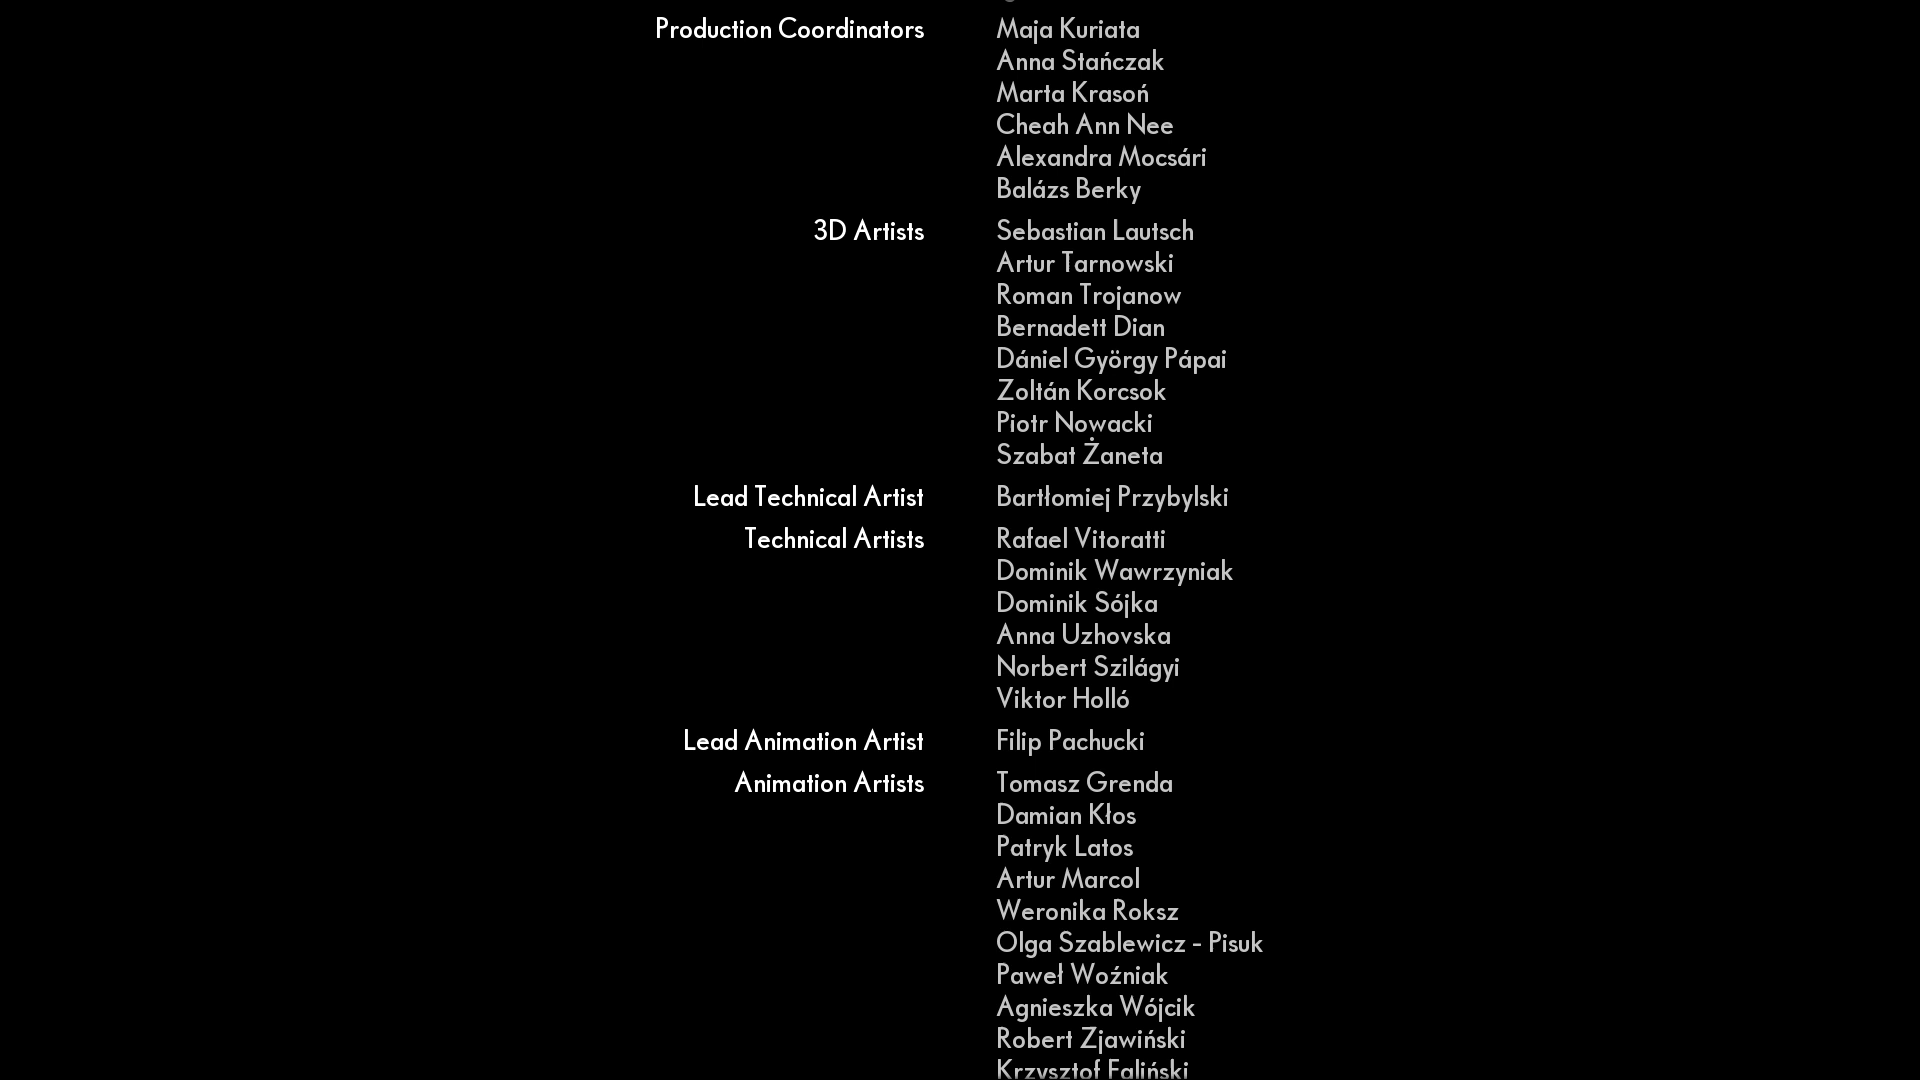 Production Coordinators Maja Kuriata
Anna Stańczak
Marta Krasoń
Cheah Ann Nee
Alexandra Mocsári
Balázs Berky
3D Artists Sebastian Lautsch
Artur Tarnowski
Roman Trojanow
Bernadett Dian
Dániel György Pápai
Zoltán Korcsok
Piotr Nowacki
Szabat Żaneta
Lead Technical Artist Bartłomiej Przybylski
Technical Artists Rafael Vitoratti
Dominik Wawrzyniak
Dominik Sójka
Anna Uzhovska
Norbert Szilágyi
Viktor Holló
Lead Animation Artist Filip Pachucki
Animation Artists Tomasz Grenda
Damian Kłos
Patryk Latos
Artur Marcol
Weronika Roksz
Olga Szablewicz - Pisuk
Paweł Woźniak
Agnieszka Wójcik
Robert Zjawiński
Krzysztof Faliński